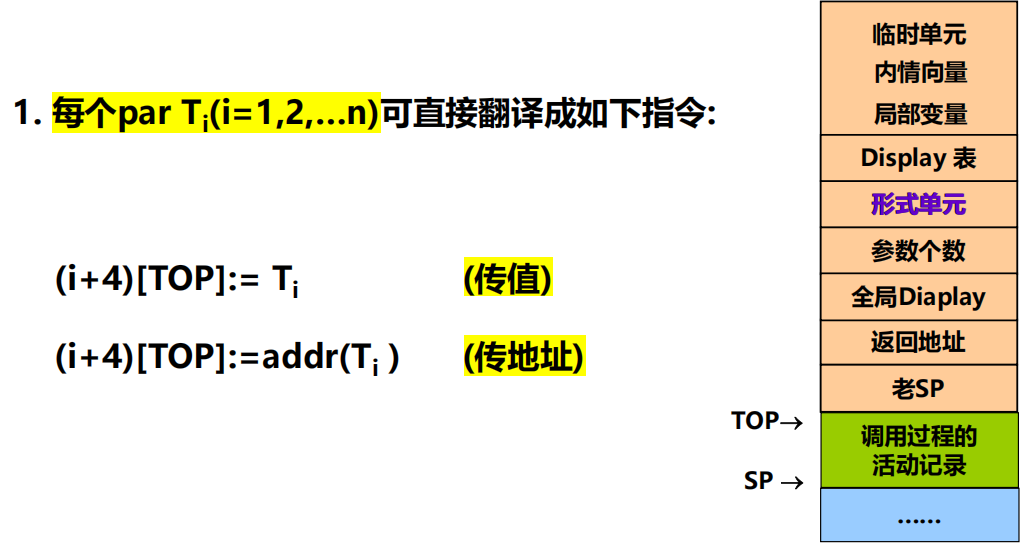 1. 每个par Ti(i=1,2,…n)可直接翻译成如下指令:
(i+4)[TOP]:= Ti (传值)
(i+4)[TOP]:=addr(Ti ) (传地址)
临时单元
内情向量
局部变量
Display 表
形式单元
参数个数
全局Diaplay
返回地址
老SP
TOP→
调用过程的
活动记录
SP →
……